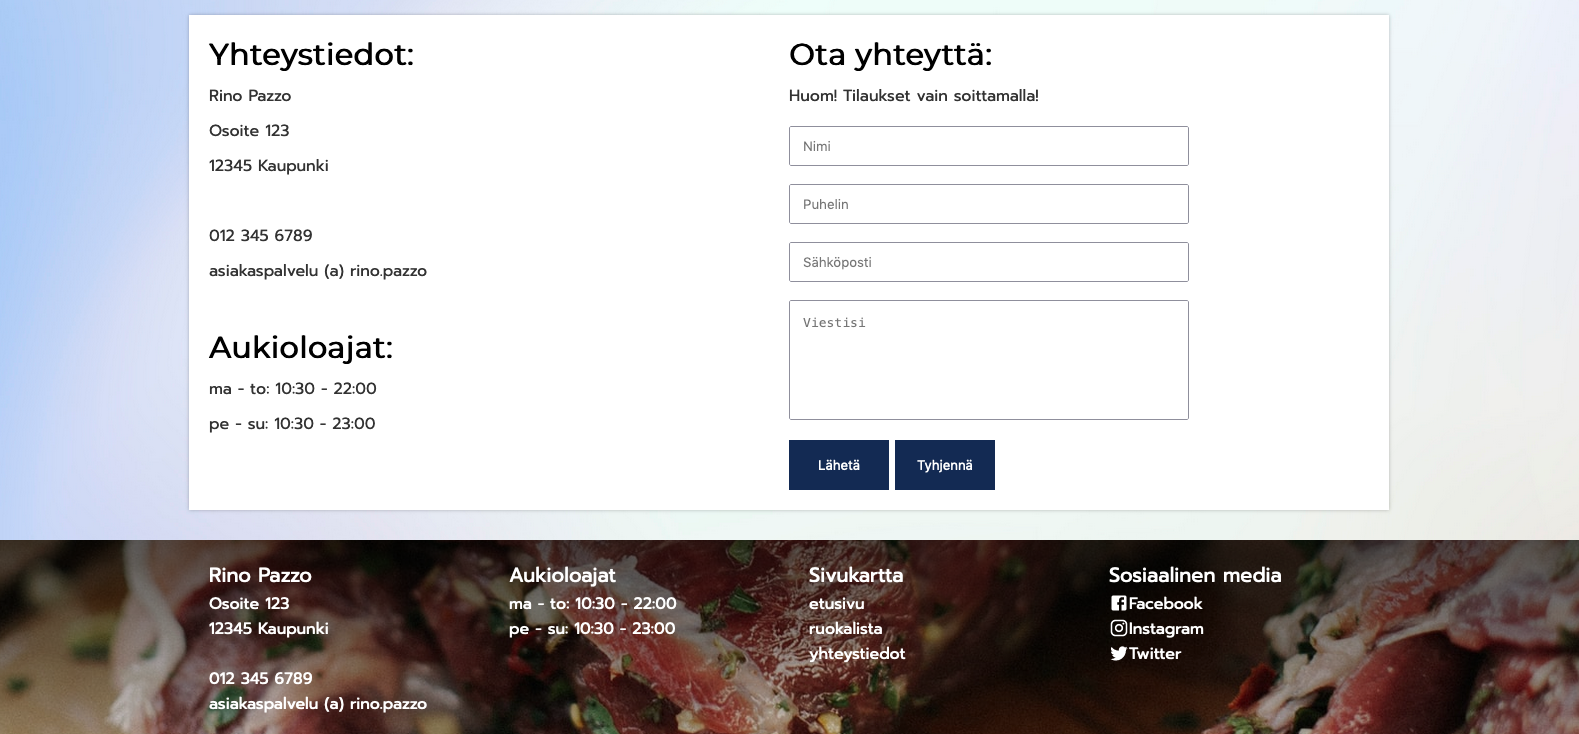 Yhteystiedot:
Rino Pazzo
Osoite 123
12345 Kaupunki
012 345 6789
asiakaspalvelu (a) rino.pazzo
Aukioloajat:
ma - to: 10:30 - 22:00
pe - su: 10:30 - 23:00
Ota yhteyttä:
Huom! Tilaukset vain soittamalla!
Nimi
Puhelin
Sähköposti
Viestisi
Lähetä
Tyhjennä
Rino Pazzo
Osoite 123
12345 Kaupunki
012 345 6789
asiakaspalvelu (a) rino.pazzo
Aukioloajat
ma - to: 10:30 - 22:00
pe - su: 10:30 - 23:00
Sivukartta
etusivu
ruokalista
yhteystiedot
Sosiaalinen media
Facebook
Instagram
Twitter